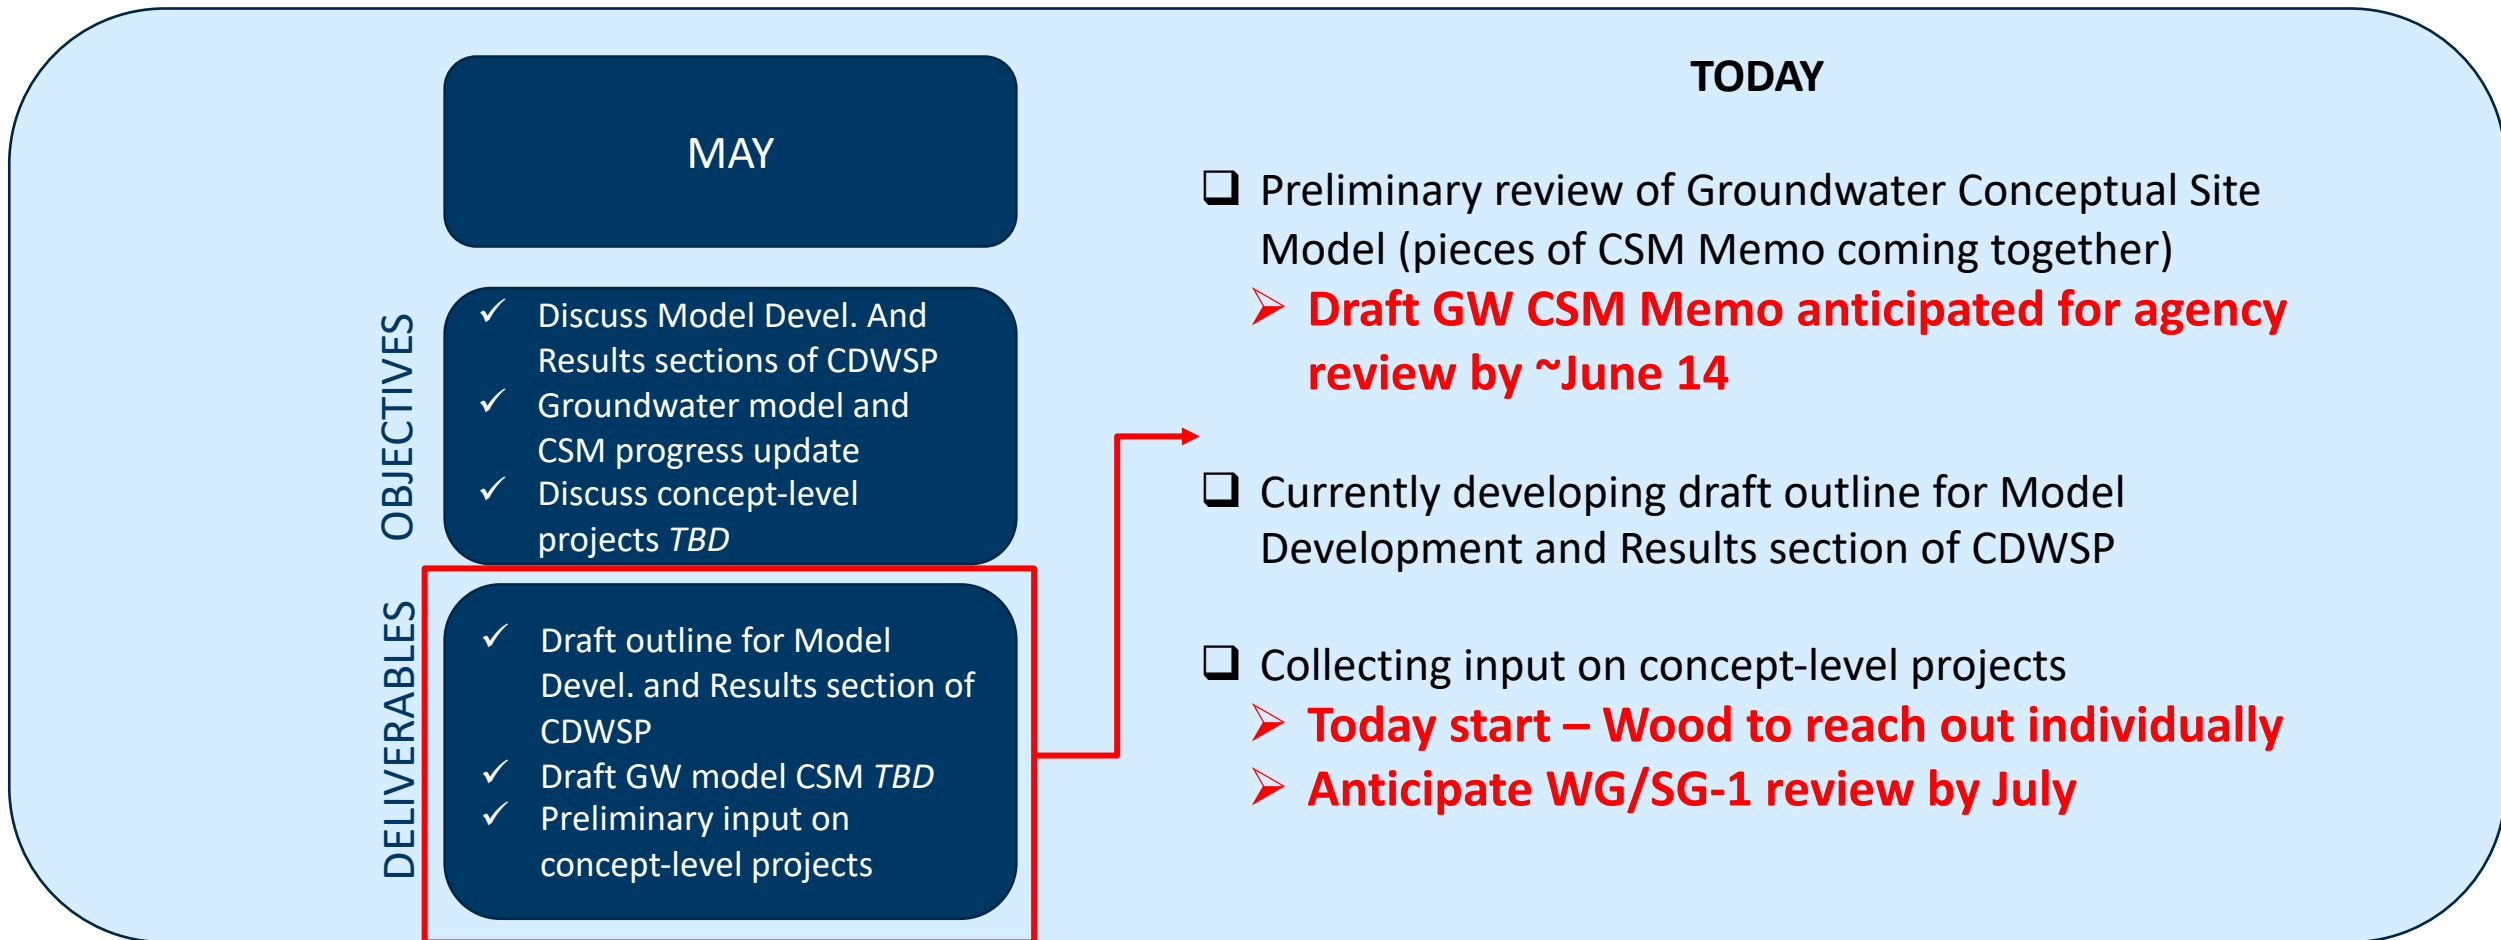 MAY
OBJECTIVES
✓ Discuss Model Devel. And
Results sections of CDWSP
✓ Groundwater model and
CSM progress update
✓ Discuss concept-level
projects TBD
DELIVERABLES
✓ Draft outline for Model
Devel. and Results section of
CDWSP
✓ Draft GW model CSM TBD
✓ Preliminary input on
concept-level projects
TODAY
❑ Preliminary review of Groundwater Conceptual Site
Model (pieces of CSM Memo coming together)
➢ Draft GW CSM Memo anticipated for agency
review by ~June 14
❑ Currently developing draft outline for Model
Development and Results section of CDWSP
❑ Collecting input on concept-level projects
➢ Today start – Wood to reach out individually
➢ Anticipate WG/SG-1 review by July